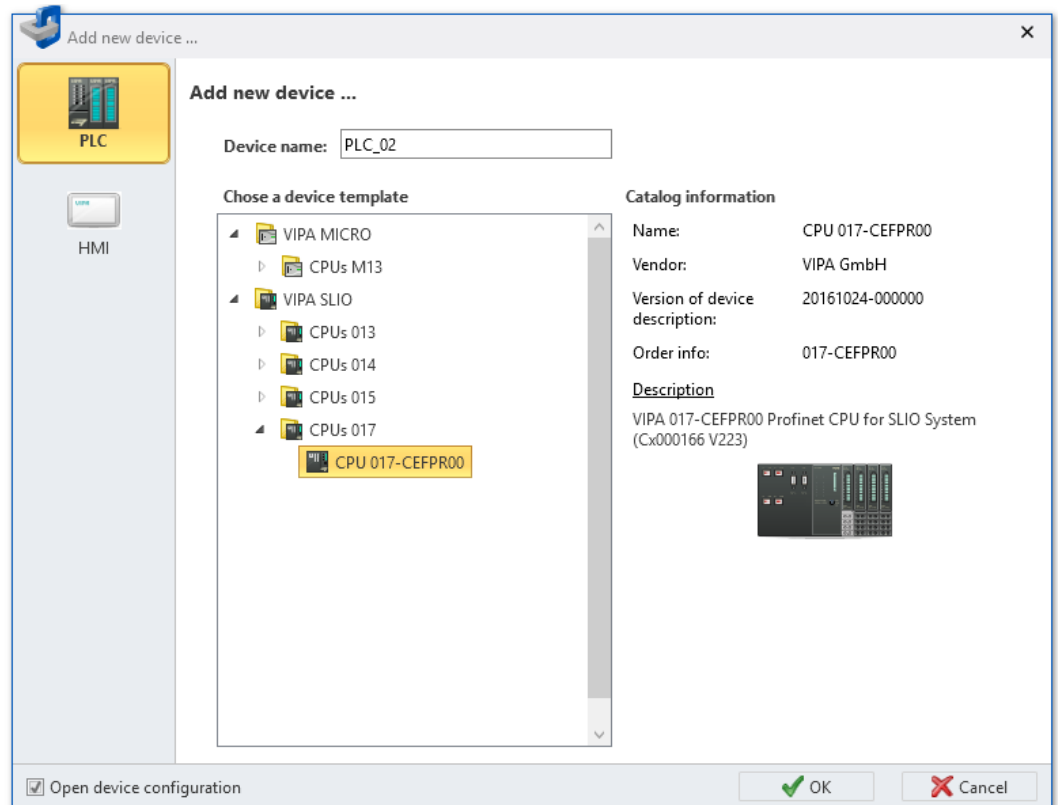 Add new device ...
PLC
HMI
Add new device ...
Device name: PLC_02
Chose a device template
VIPA MICRO
CPUs M13
VIPA SLIO
CPUs 013
CPUs 014
CPUs 015
CPUs 017
CPU 017-CEFPR00
Catalog information
Name: CPU 017-CEFPR00
Vendor: VIPA GmbH
Version of device 20161024-000000
description:
Order info: 017-CEFPR00
Description
VIPA 017-CEFPR00 Profinet CPU for SLIO System
(Cx000166 V223)
Open device configuration
OK
Cancel